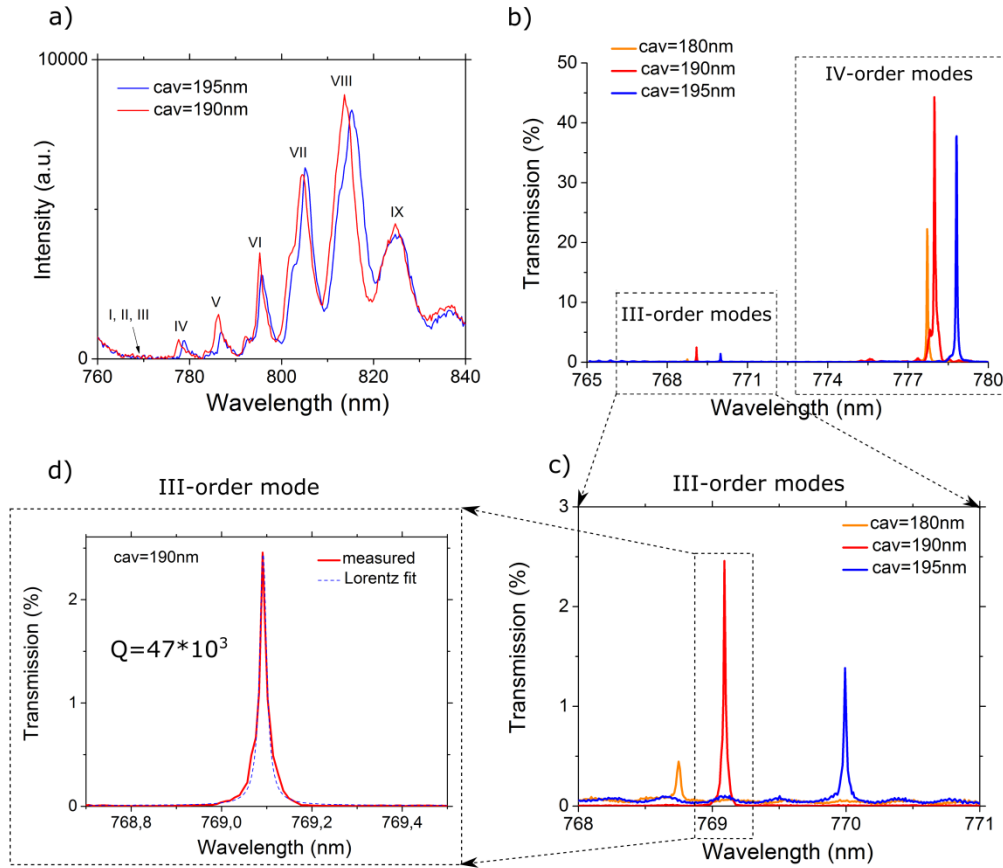 a)
10000
0
Intensity (a.u.)
cav=195nm
cav=190nm
I, II, III
IV
V
VI
VII
VIII
IX
760 780 800 820 840
Wavelength (nm)
b)
cav=180nm
cav=190nm
cav=195nm
IV-order modes
III-order modes
50
40
30
20
10
0
Transmission (%)
765 768 771 774 777 780
Wavelength (nm)
d)
III-order mode
cav=190nm
measured
Lorentz fit
Q=47*10³
2
1
0
Transmission (%)
768,8 769,0 769,2 769,4
Wavelength (nm)
c)
III-order modes
cav=180nm
cav=190nm
cav=195nm
3
2
1
0
Transmission (%)
768 769 770 771
Wavelength (nm)